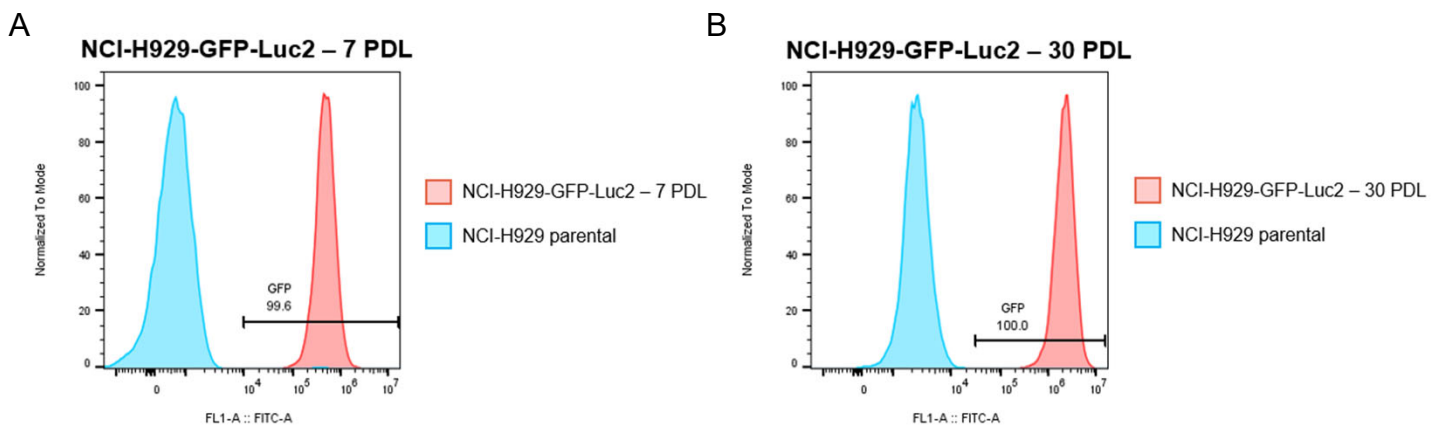 A
NCI-H929-GFP-Luc2 – 7 PDL
100
80
60
40
20
0
Normalized To Mode
GFP
99.6
0
10^4
10^5
10^6
10^7
FL1-A :: FITC-A
NCI-H929-GFP-Luc2 – 7 PDL
NCI-H929 parental
B
NCI-H929-GFP-Luc2 – 30 PDL
100
80
60
40
20
0
Normalized To Mode
GFP
100.0
0
10^4
10^5
10^6
10^7
FL1-A :: FITC-A
NCI-H929-GFP-Luc2 – 30 PDL
NCI-H929 parental